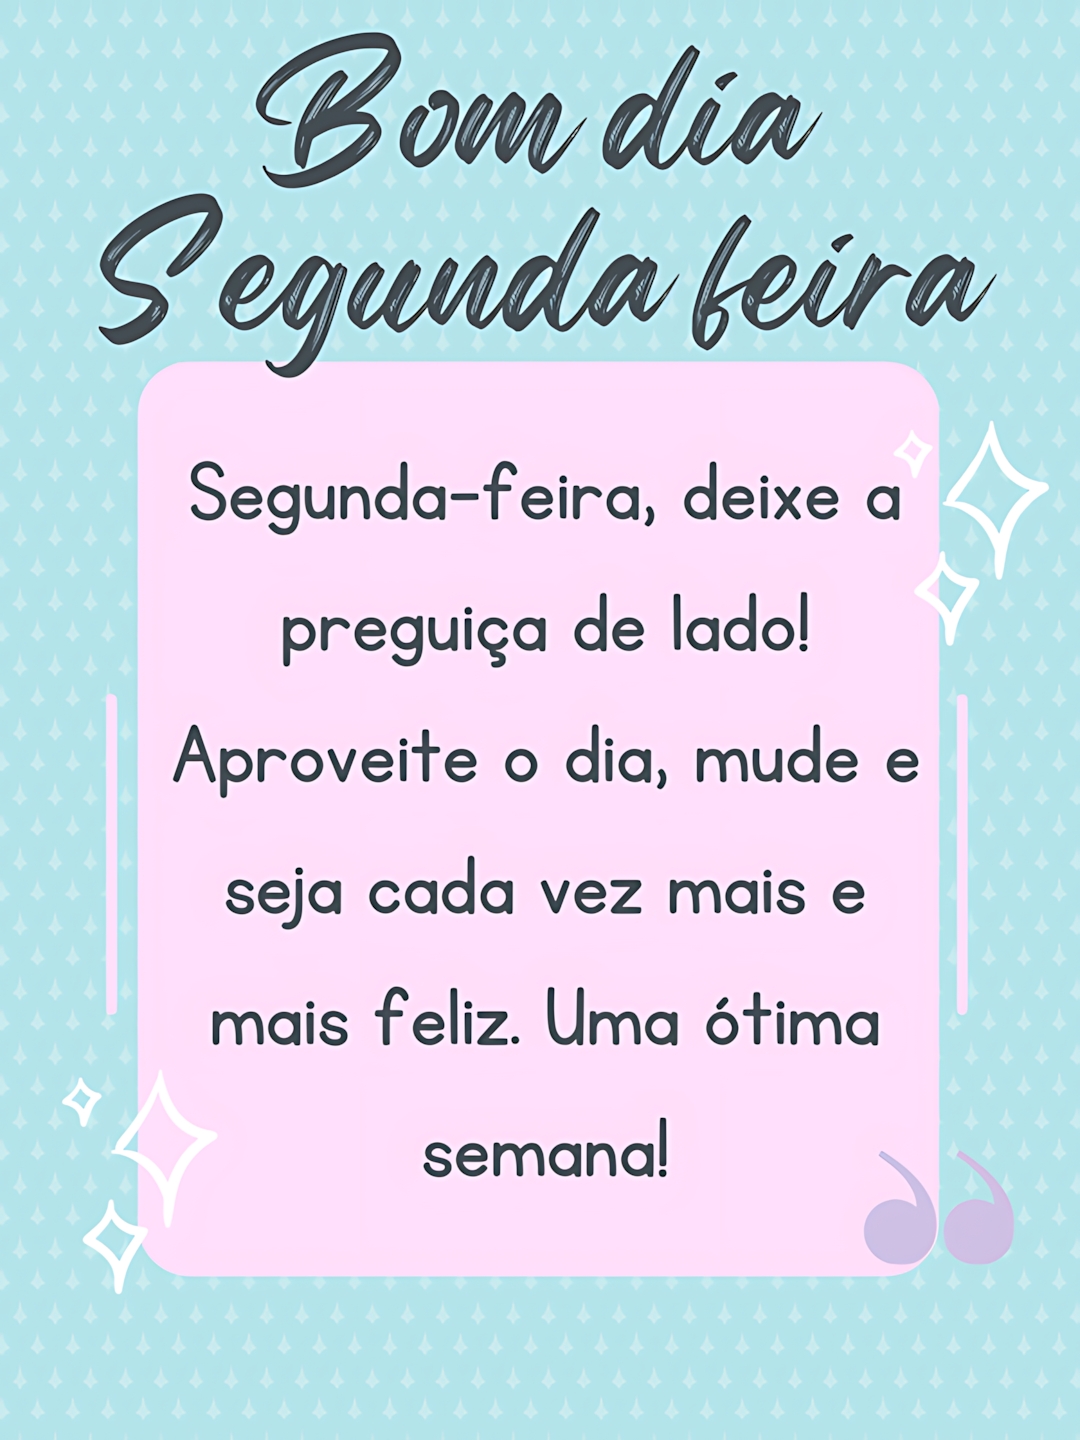 Bom dia
Segunda feira
Segunda-feira, deixe a
preguiça de lado!
Aproveite o dia, mude e
seja cada vez mais e
mais feliz. Uma ótima
semana!